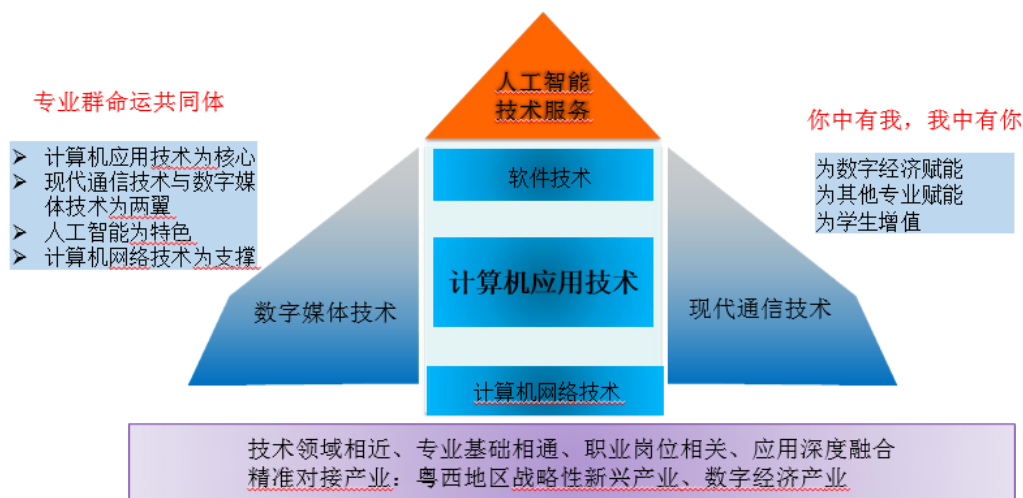 人工智能
技术服务
专业群命运共同体
➢ 计算机应用技术为核心
➢ 现代通信技术与数字媒
体技术为两翼
➢ 人工智能为特色
➢ 计算机网络技术为支撑
你中有我，我中有你
为数字经济赋能
为其他专业赋能
为学生增值
软件技术
计算机应用技术
数字媒体技术
现代通信技术
计算机网络技术
技术领域相近、专业基础相通、职业岗位相关、应用深度融合
精准对接产业：粤西地区战略性新兴产业、数字经济产业